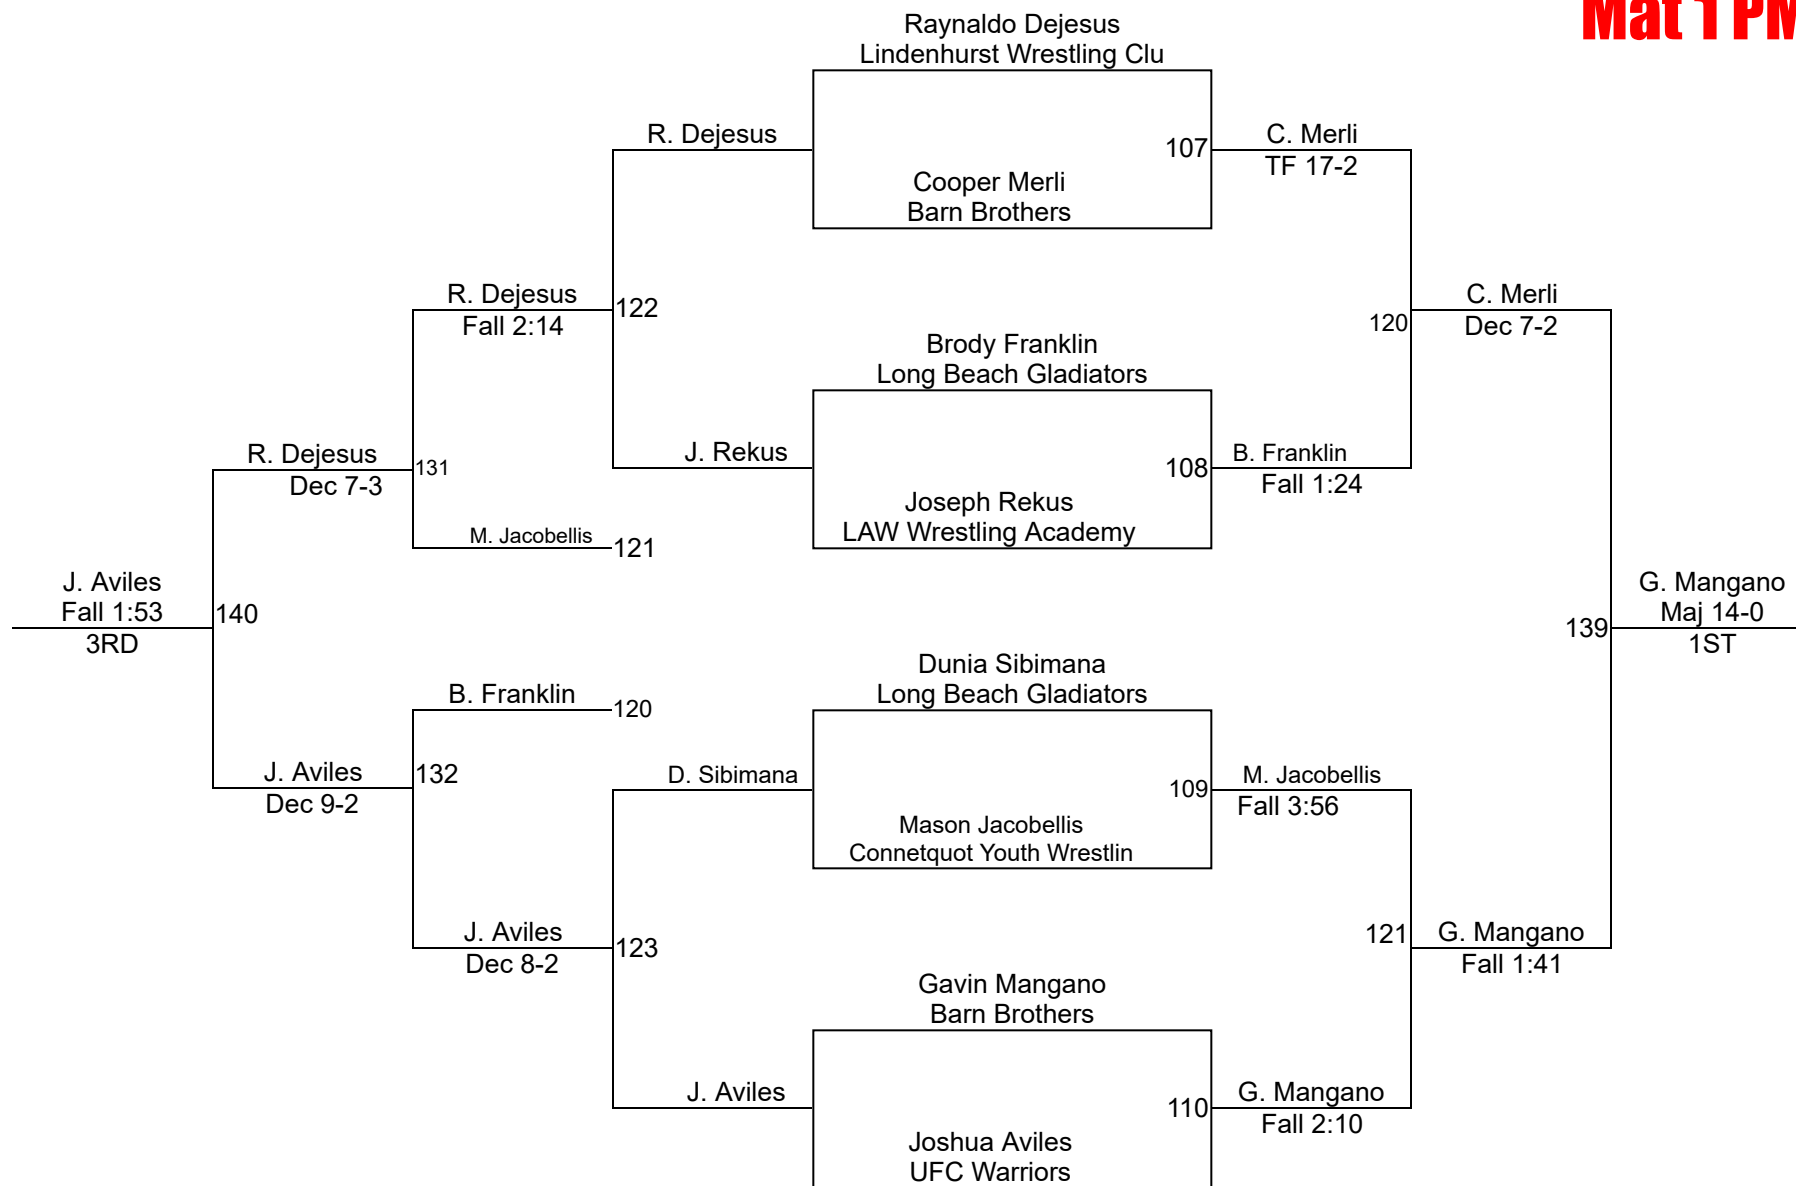 Mat 1 PM
Raynaldo Dejesus
Lindenhurst Wrestling Clu
R. Dejesus
107
C. Merli
TF 17-2
Cooper Merli
Barn Brothers
R. Dejesus
Fall 2:14
122
120
C. Merli
Dec 7-2
Brody Franklin
Long Beach Gladiators
R. Dejesus
Dec 7-3
131
J. Rekus
108
B. Franklin
Fall 1:24
Joseph Rekus
LAW Wrestling Academy
M. Jacobellis
121
J. Aviles
Fall 1:53
3RD
140
139
G. Mangano
Maj 14-0
1ST
Dunia Sibimana
Long Beach Gladiators
B. Franklin
120
J. Aviles
Dec 9-2
132
D. Sibimana
109
M. Jacobellis
Fall 3:56
Mason Jacobellis
Connetquot Youth Wrestlin
J. Aviles
Dec 8-2
123
121
G. Mangano
Fall 1:41
Gavin Mangano
Barn Brothers
J. Aviles
110
G. Mangano
Fall 2:10
Joshua Aviles
UFC Warriors